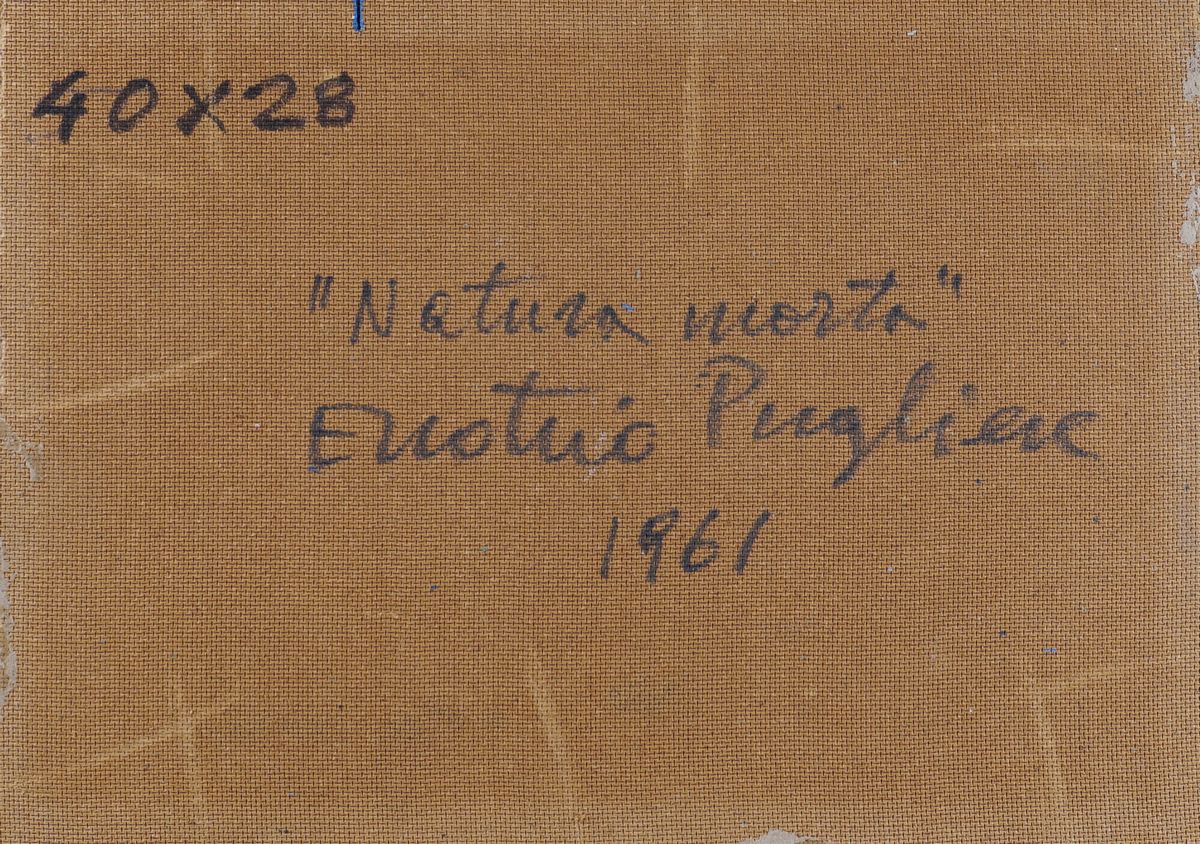 40x28
"Natura morta"
Enotrio Pugliese
1961